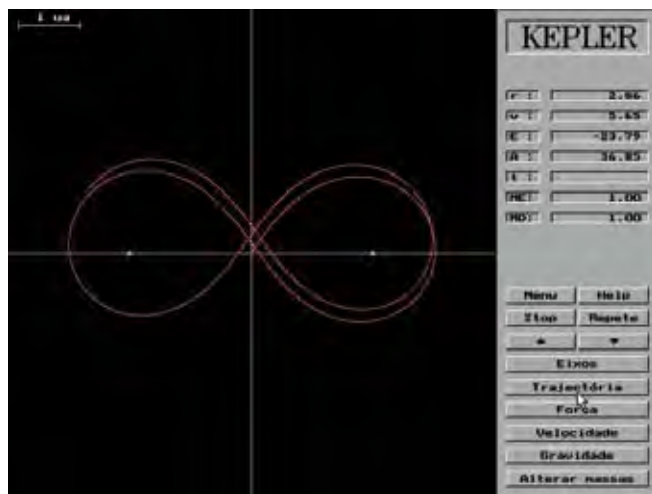 1 ua
KEPLER
r : 2.86
v : 5.65
E : -23.79
A : 36.85
t :
ME: 1.00
MD: 1.00
Menu Help
Stop Repete
Eixos
Trajectória
Força
Velocidade
Gravidade
Alterar massas